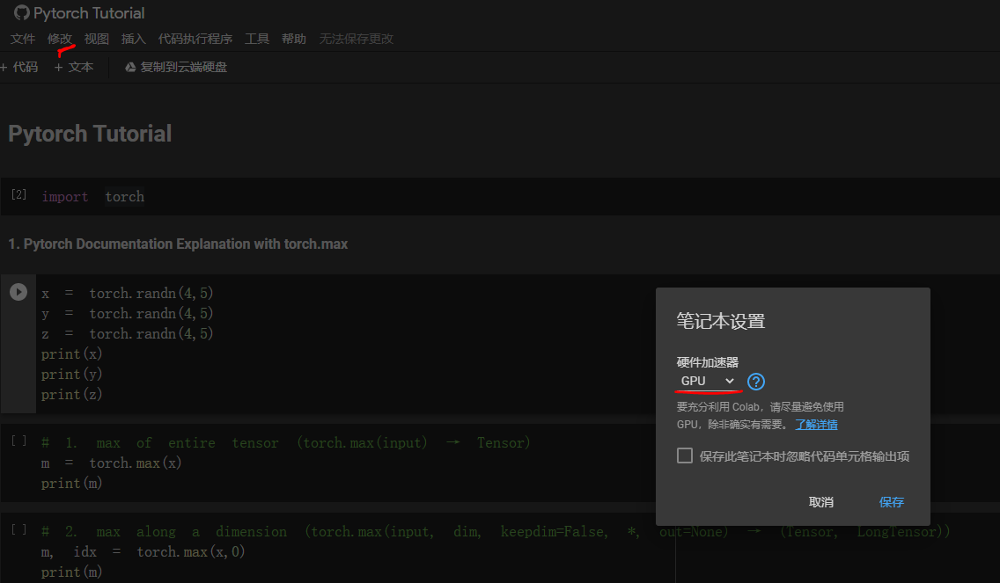 Pytorch Tutorial
文件 修改 视图 插入 代码执行程序 工具 帮助 无法保存更改
+ 代码 + 文本 复制到云端硬盘
Pytorch Tutorial
[2] import torch
1. Pytorch Documentation Explanation with torch.max
x = torch.randn(4,5)
y = torch.randn(4,5)
z = torch.randn(4,5)
print(x)
print(y)
print(z)
[ ] # 1. max of entire tensor (torch.max(input) → Tensor)
m = torch.max(x)
print(m)
[ ] # 2. max along a dimension (torch.max(input, dim, keepdim=False, *, out=None) → (Tensor, LongTensor))
m, idx = torch.max(x,0)
print(m)
笔记本设置
硬件加速器
GPU ?
要充分利用 Colab，请尽量避免使用
GPU，除非确实有需要。 了解详情
保存此笔记本时忽略代码单元格输出项
取消 保存